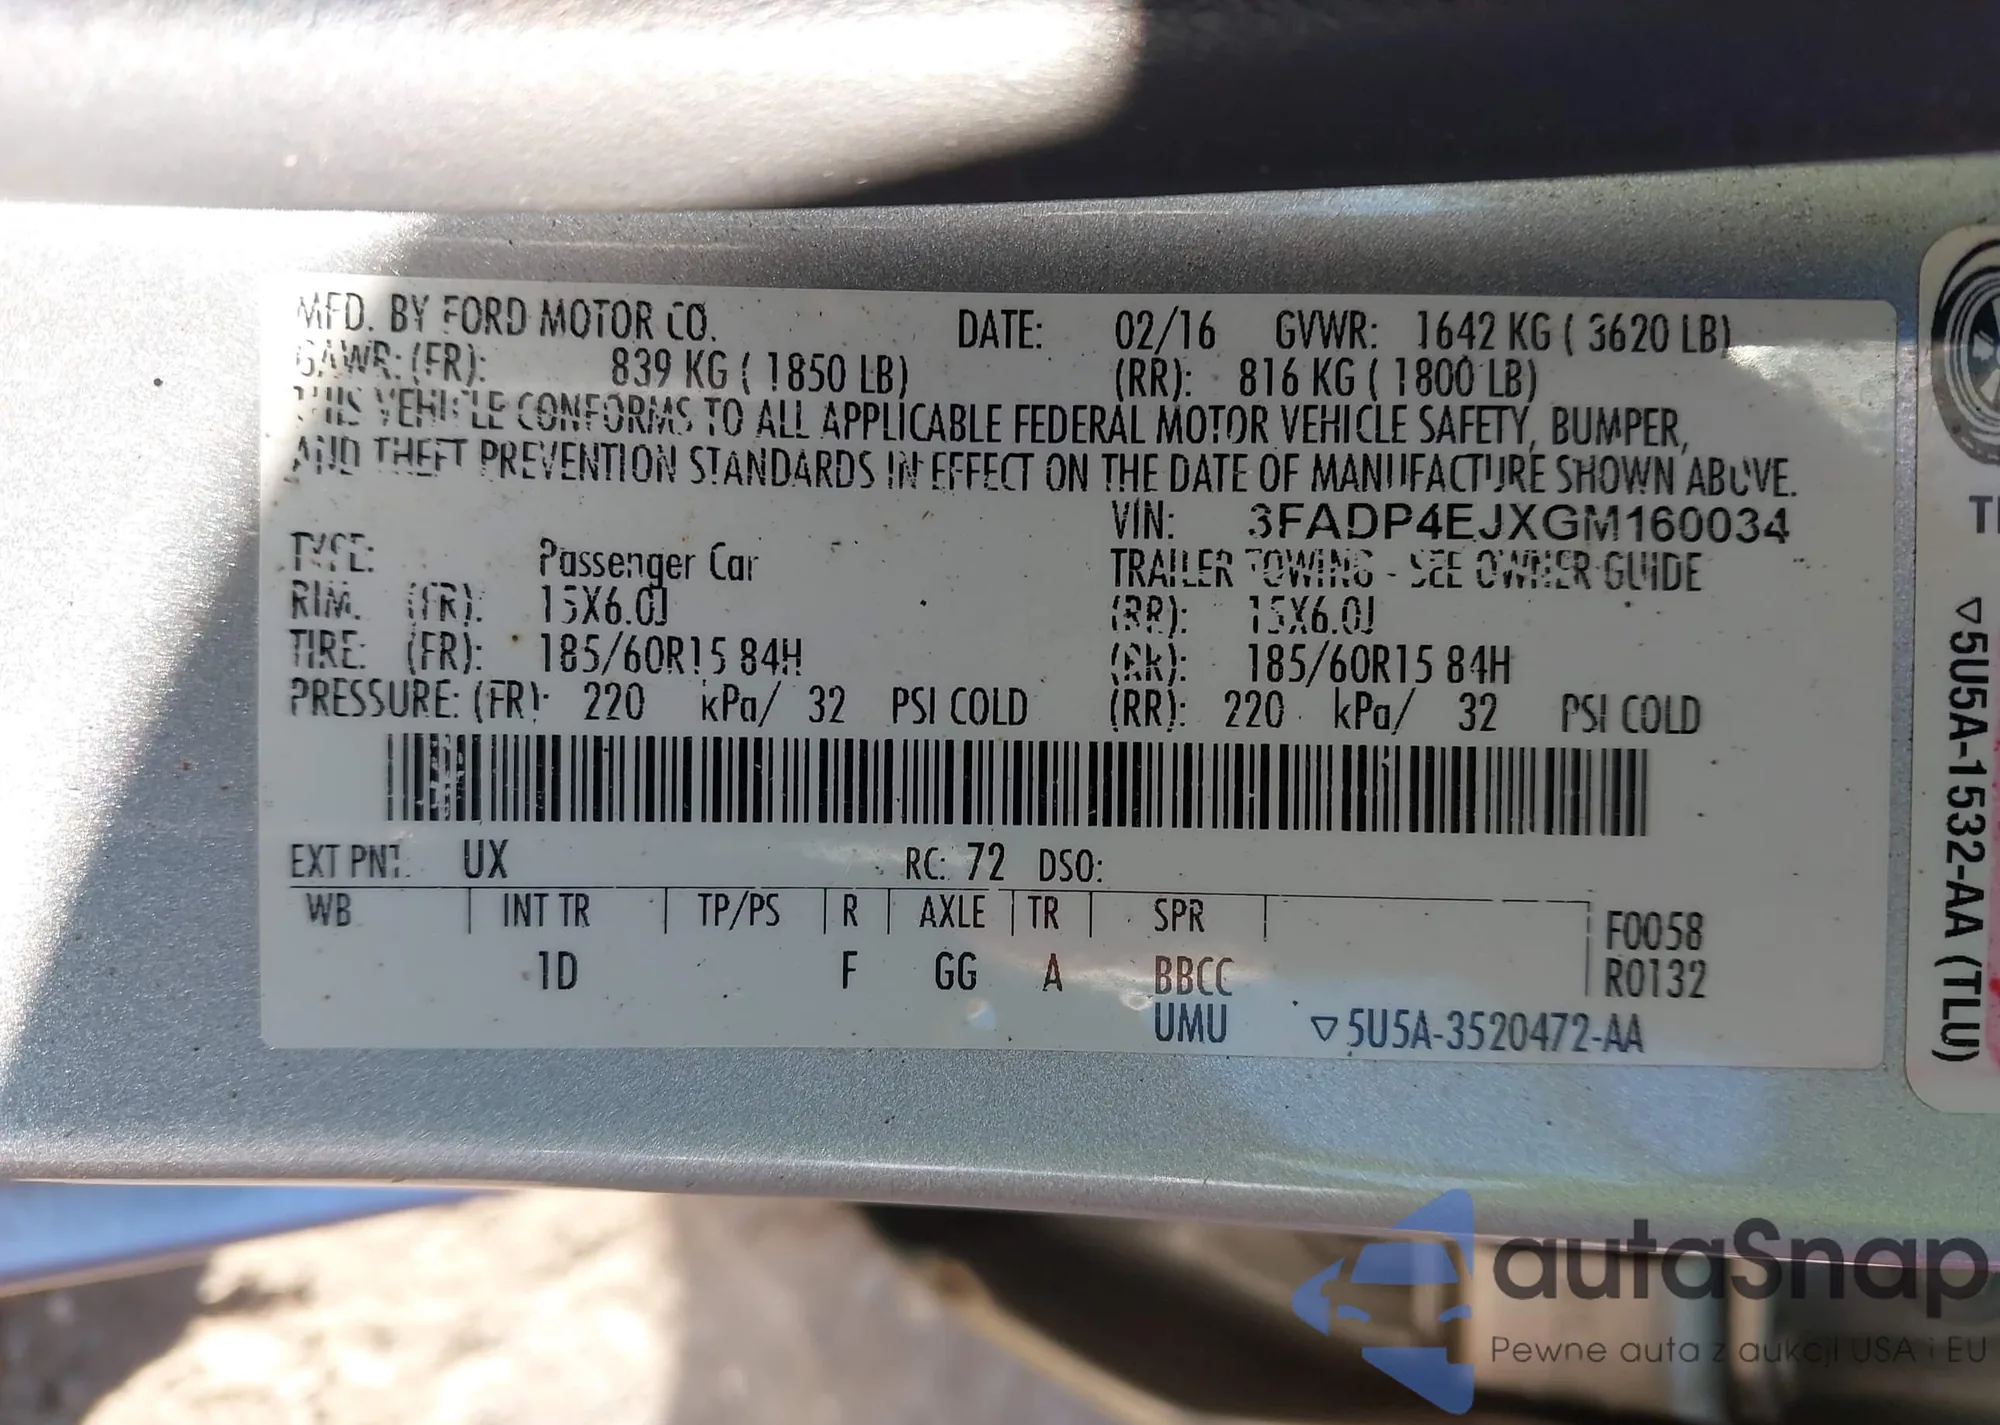 MFD. BY FORD MOTOR CO. DATE: 02/16 GVWR: 1642 KG ( 3620 LB)
GAWR: (FR): 839 KG ( 1850 LB) (RR): 816 KG ( 1800 LB)
THIS VEHICLE CONFORMS TO ALL APPLICABLE FEDERAL MOTOR VEHICLE SAFETY, BUMPER,
AND THEFT PREVENTION STANDARDS IN EFFECT ON THE DATE OF MANUFACTURE SHOWN ABOVE.
VIN: 3FADP4EJXGM160034
TYPE: Passenger Car TRAILER TOWING - SEE OWNER GUIDE
RIM: (FR): 15X6.0J (RR): 15X6.0J
TIRE: (FR): 185/60R15 84H (RR): 185/60R15 84H
PRESSURE: (FR): 220 kPa/ 32 PSI COLD (RR): 220 kPa/ 32 PSI COLD
EXT PNT: UX RC: 72 DSO:
WB INT TR TP/PS R AXLE TR SPR F0058
1D F GG A BBCC R0132
UMU ▽5U5A-3520472-AA
▽5U5A-1532-AA (TLU)
autaSnap
Pewne auta z aukcji USA i EU